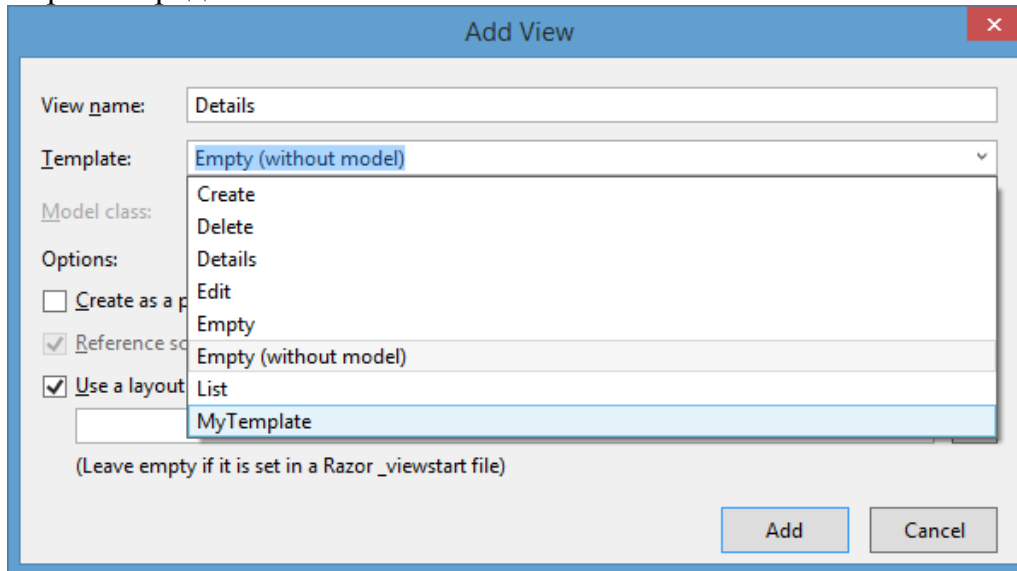 Add View
View name: Details
Template: Empty (without model)
Create
Model class:
Delete
Options: Details
Create as a Edit
Empty
Reference
Empty (without model)
Use a layout List
MyTemplate
(Leave empty if it is set in a Razor _viewstart file)
Add Cancel